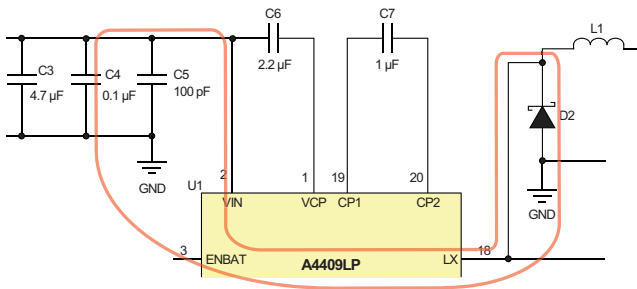 C6
C7
L1
C3
C4
C5
2.2 µF
1 µF
4.7 µF
0.1 µF
100 pF
D2
GND
U1
2
1
19
20
GND
VIN
VCP
CP1
CP2
3
ENBAT
A4409LP
LX
18